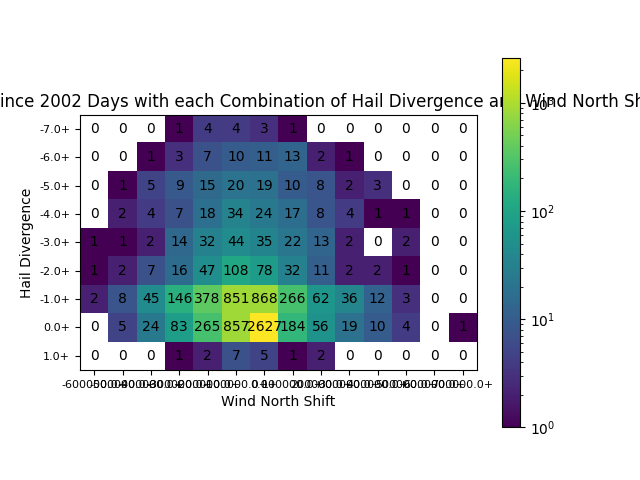 ince 2002 Days with each Combination of Hail Divergence and Wind North Sh
-7.0+ 0 0 0 1 4 4 3 1 0 0 0 0 0 0
-6.0+ 0 0 1 3 7 10 11 13 2 1 0 0 0 0
-5.0+ 0 1 5 9 15 20 19 10 8 2 3 0 0 0
-4.0+ 0 2 4 7 18 34 24 17 8 4 1 1 0 0
-3.0+ 1 1 2 14 32 44 35 22 13 2 0 2 0 0
-2.0+ 1 2 7 16 47 108 78 32 11 2 2 1 0 0
-1.0+ 2 8 45 146 378 851 868 266 62 36 12 3 0 0
0.0+ 0 5 24 83 265 857 2627 184 56 19 10 4 0 1
1.0+ 0 0 0 1 2 7 5 1 2 0 0 0 0 0
Hail Divergence
Wind North Shift
10³
10²
10¹
10⁰